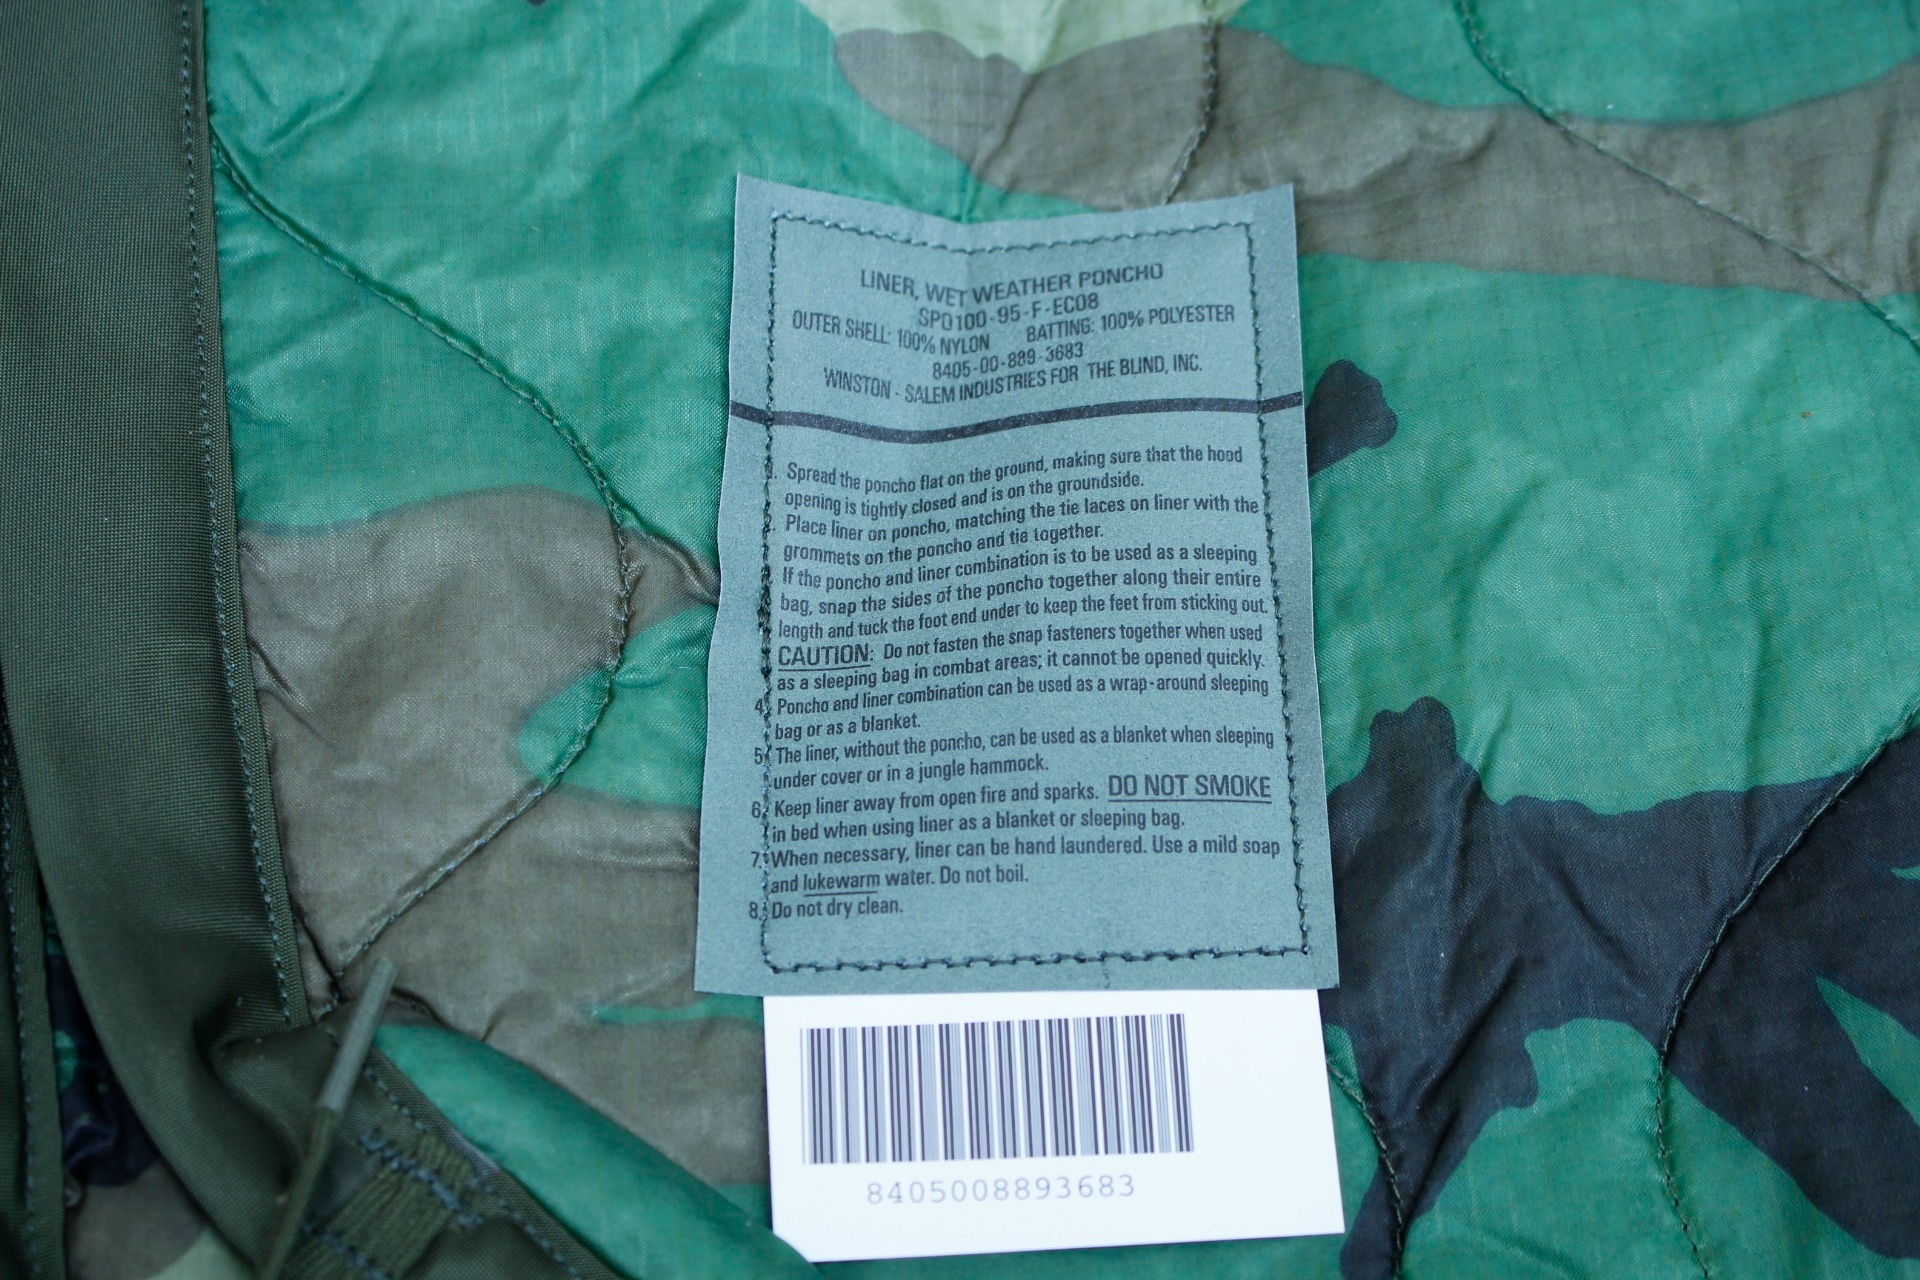 LINER, WET WEATHER PONCHO
SPO100-95-F-EC08
OUTER SHELL: 100% NYLON BATTING: 100% POLYESTER
8405-00-889-3683
WINSTON - SALEM INDUSTRIES FOR THE BLIND, INC.
1. Spread the poncho flat on the ground, making sure that the hood
opening is tightly closed and is on the groundside.
2. Place liner on poncho, matching the tie laces on liner with the
grommets on the poncho and tie together.
If the poncho and liner combination is to be used as a sleeping
bag, snap the sides of the poncho together along their entire
length and tuck the foot end under to keep the feet from sticking out.
CAUTION: Do not fasten the snap fasteners together when used
as a sleeping bag in combat areas; it cannot be opened quickly.
4. Poncho and liner combination can be used as a wrap-around sleeping
bag or as a blanket.
5. The liner, without the poncho, can be used as a blanket when sleeping
under cover or in a jungle hammock.
6. Keep liner away from open fire and sparks. DO NOT SMOKE
in bed when using liner as a blanket or sleeping bag.
7. When necessary, liner can be hand laundered. Use a mild soap
and lukewarm water. Do not boil.
8. Do not dry clean.
8405008893683